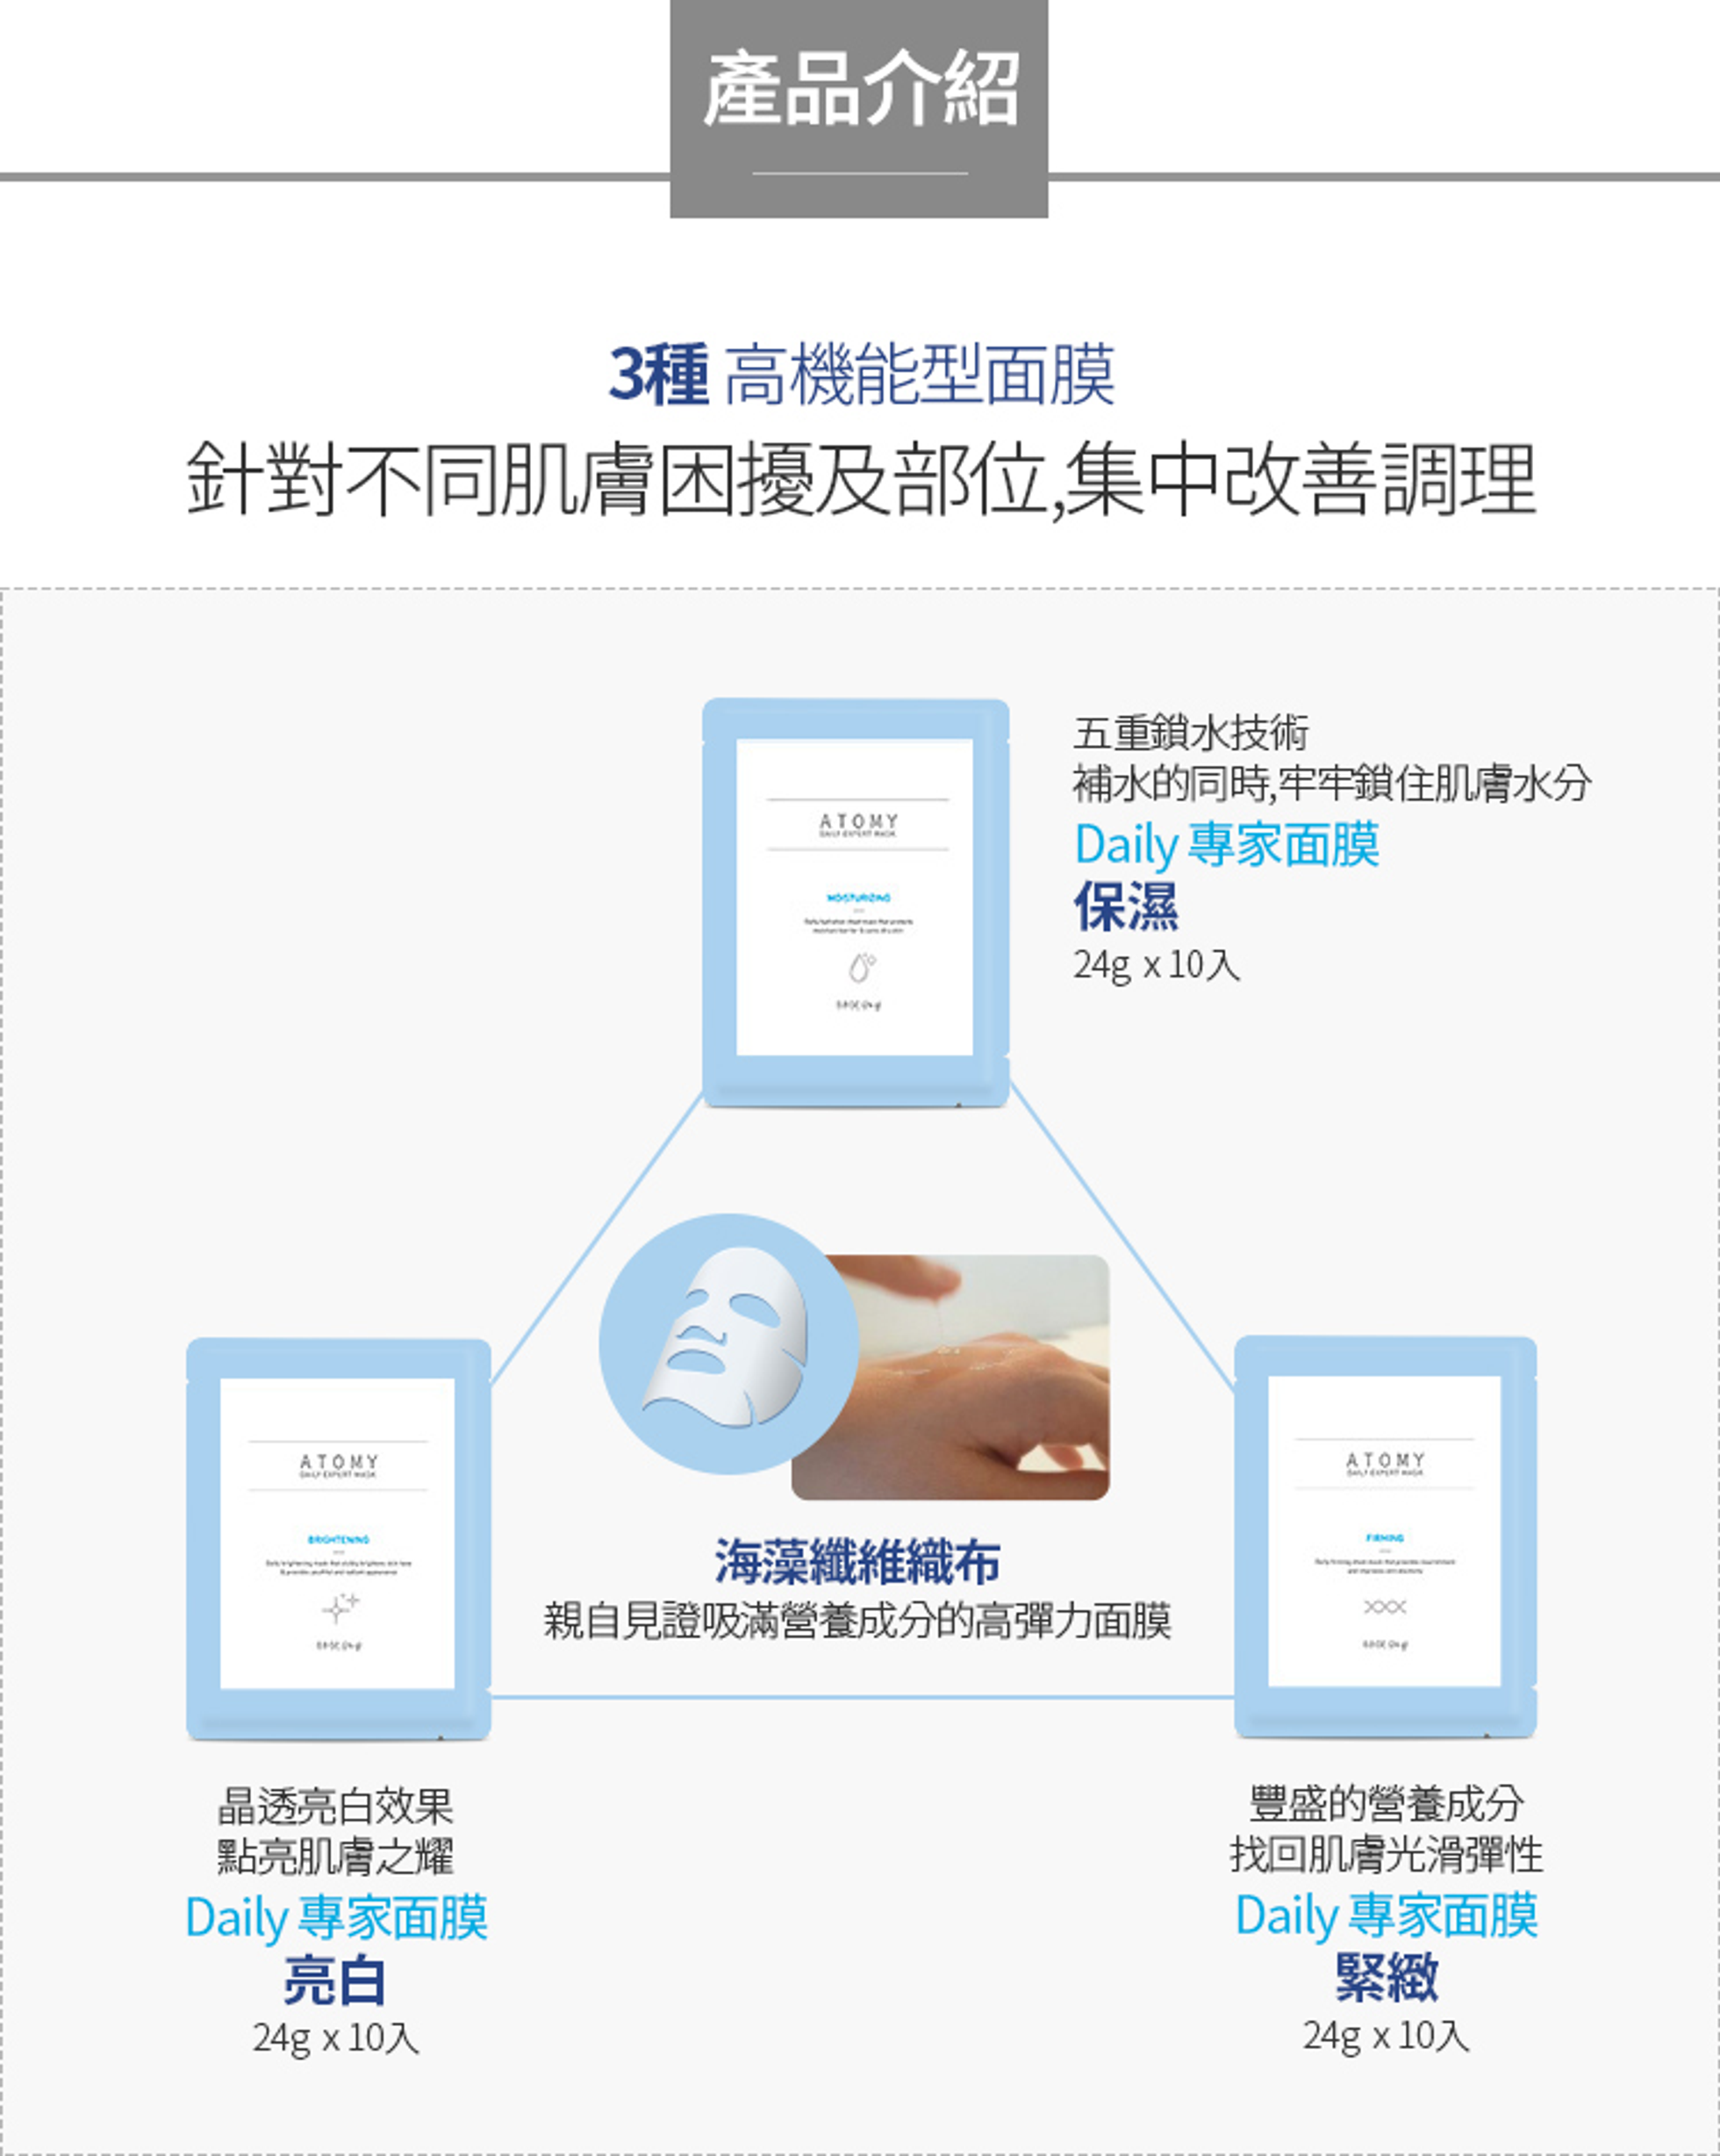 產品介紹
3種 高機能型面膜
針對不同肌膚困擾及部位,集中改善調理
ATOMY
DAILY EXPERT MASK
MOISTURIZING
五重鎖水技術
補水的同時,牢牢鎖住肌膚水分
Daily 專家面膜
保濕
24g x 10入
ATOMY
DAILY EXPERT MASK
BRIGHTENING
海藻纖維織布
親自見證吸滿營養成分的高彈力面膜
ATOMY
DAILY EXPERT MASK
FIRMING
晶透亮白效果
點亮肌膚之耀
Daily 專家面膜
亮白
24g x 10入
豐盛的營養成分
找回肌膚光滑彈性
Daily 專家面膜
緊緻
24g x 10入